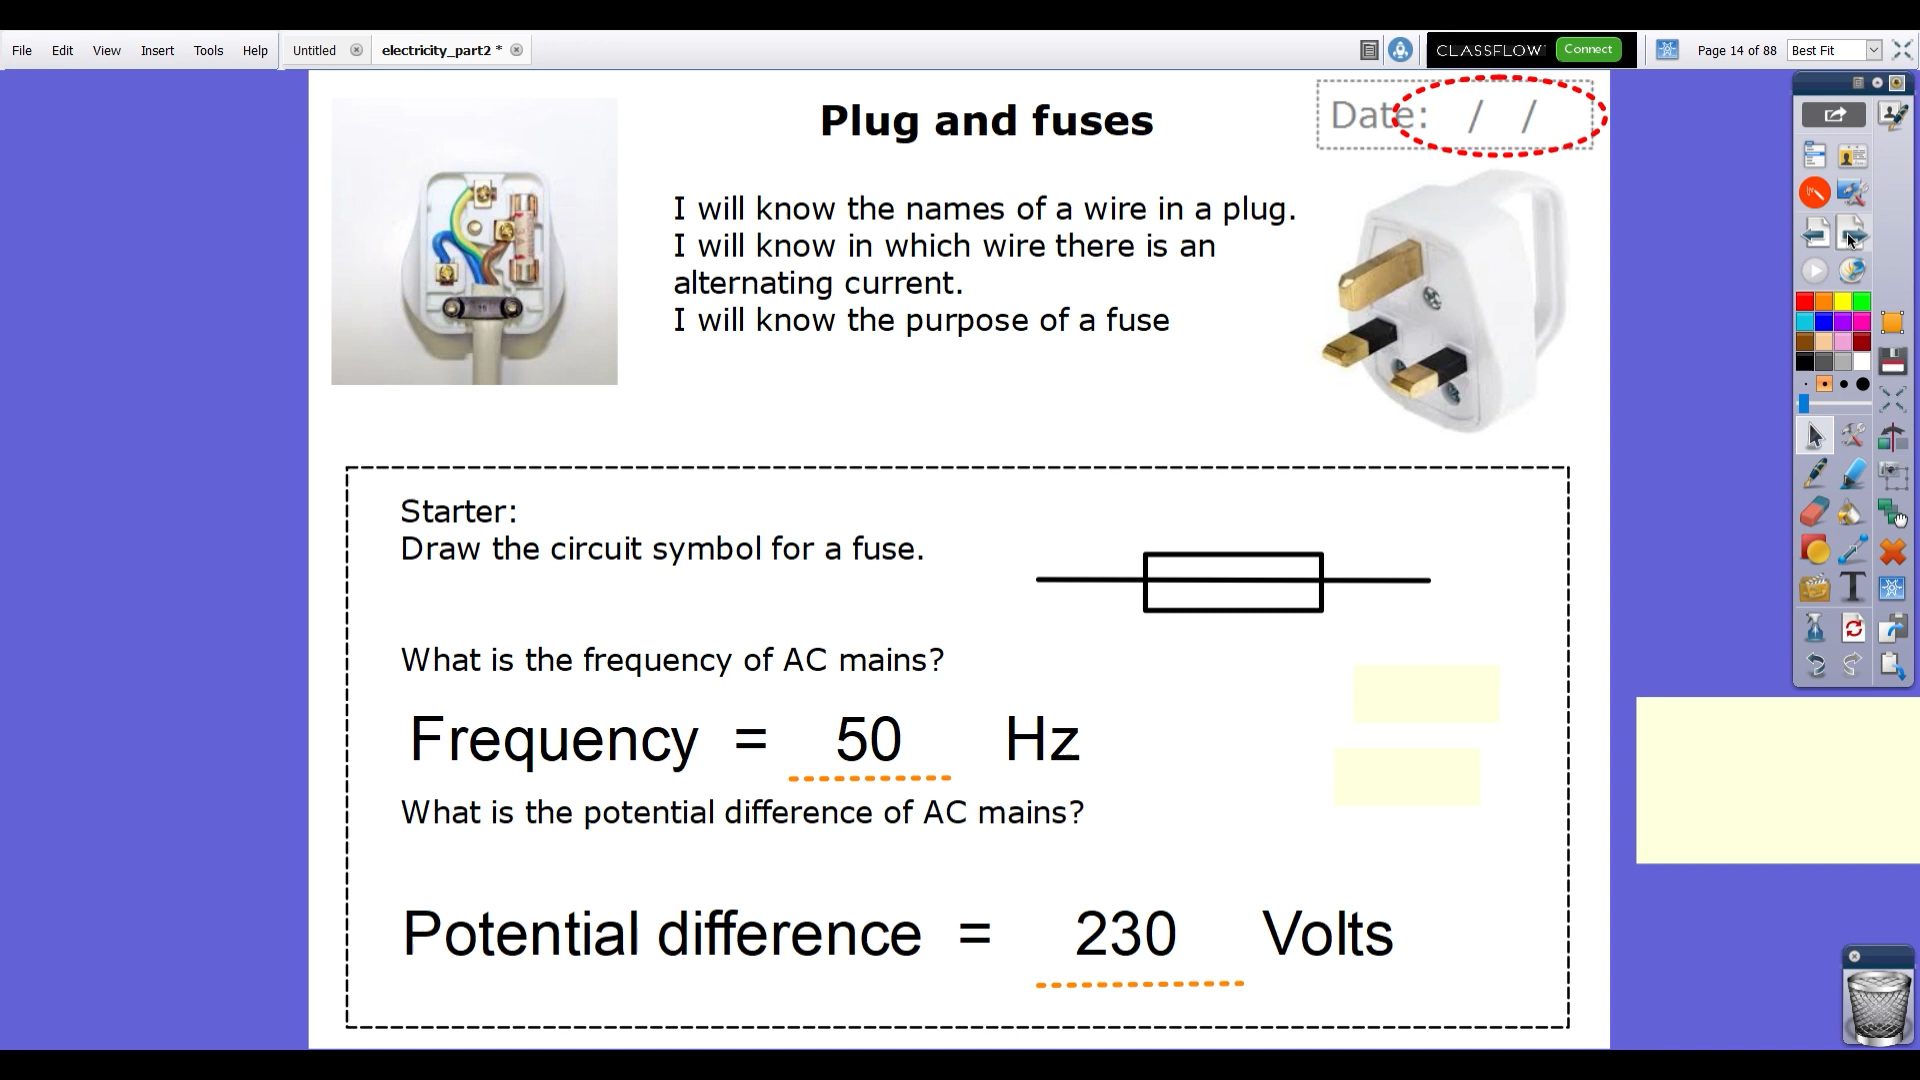 File Edit View Insert Tools Help Untitled electricity_part2 * CLASSFLOW Connect Page 14 of 88 Best Fit
Plug and fuses
Date: / /
I will know the names of a wire in a plug.
I will know in which wire there is an
alternating current.
I will know the purpose of a fuse
Starter:
Draw the circuit symbol for a fuse.
What is the frequency of AC mains?
Frequency = 50 Hz
What is the potential difference of AC mains?
Potential difference = 230 Volts